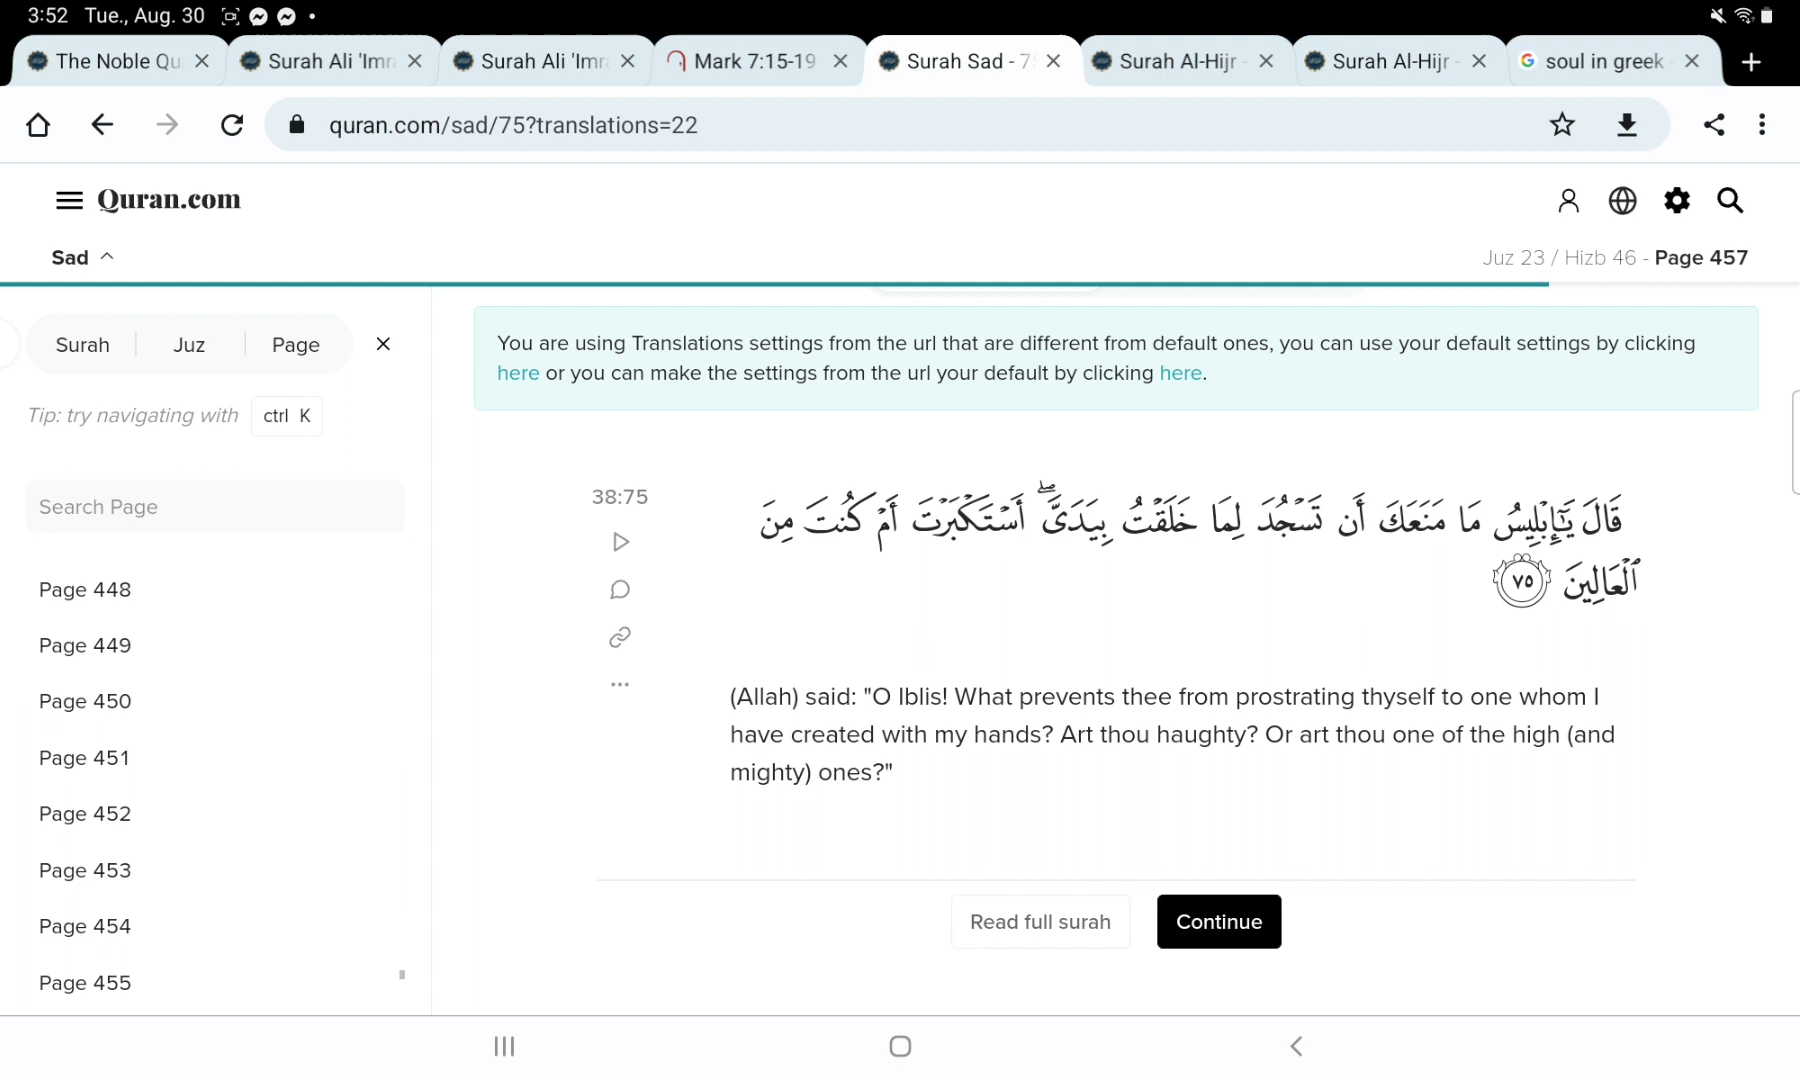 3:52 Tue., Aug. 30
The Noble Qu
Surah Ali 'Imr
Surah Ali 'Imr
Mark 7:15-19
Surah Sad - 7
Surah Al-Hijr -
Surah Al-Hijr -
soul in greek -
quran.com/sad/75?translations=22
Quran.com
Sad
Juz 23 / Hizb 46 - Page 457
Surah Juz Page
Tip: try navigating with ctrl K
Search Page
Page 448
Page 449
Page 450
Page 451
Page 452
Page 453
Page 454
Page 455
You are using Translations settings from the url that are different from default ones, you can use your default settings by clicking
here or you can make the settings from the url your default by clicking here.
38:75
قَالَ يَٰٓإِبْلِيسُ مَا مَنَعَكَ أَن تَسْجُدَ لِمَا خَلَقْتُ بِيَدَىَّ ۖ أَسْتَكْبَرْتَ أَمْ كُنتَ مِنَ
ٱلْعَالِينَ ٧٥
(Allah) said: "O Iblis! What prevents thee from prostrating thyself to one whom I
have created with my hands? Art thou haughty? Or art thou one of the high (and
mighty) ones?"
Read full surah
Continue